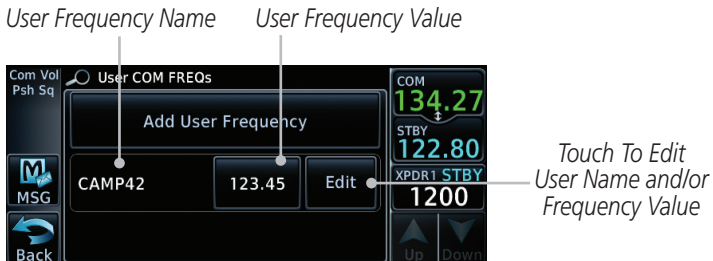 User Frequency Name
User Frequency Value
Com Vol
Psh Sq
User COM FREQs
COM
134.27
Add User Frequency
STBY
122.80
MSG
CAMP42
123.45
Edit
XPDR1 STBY
1200
Touch To Edit
User Name and/or
Frequency Value
Back
Up
Down